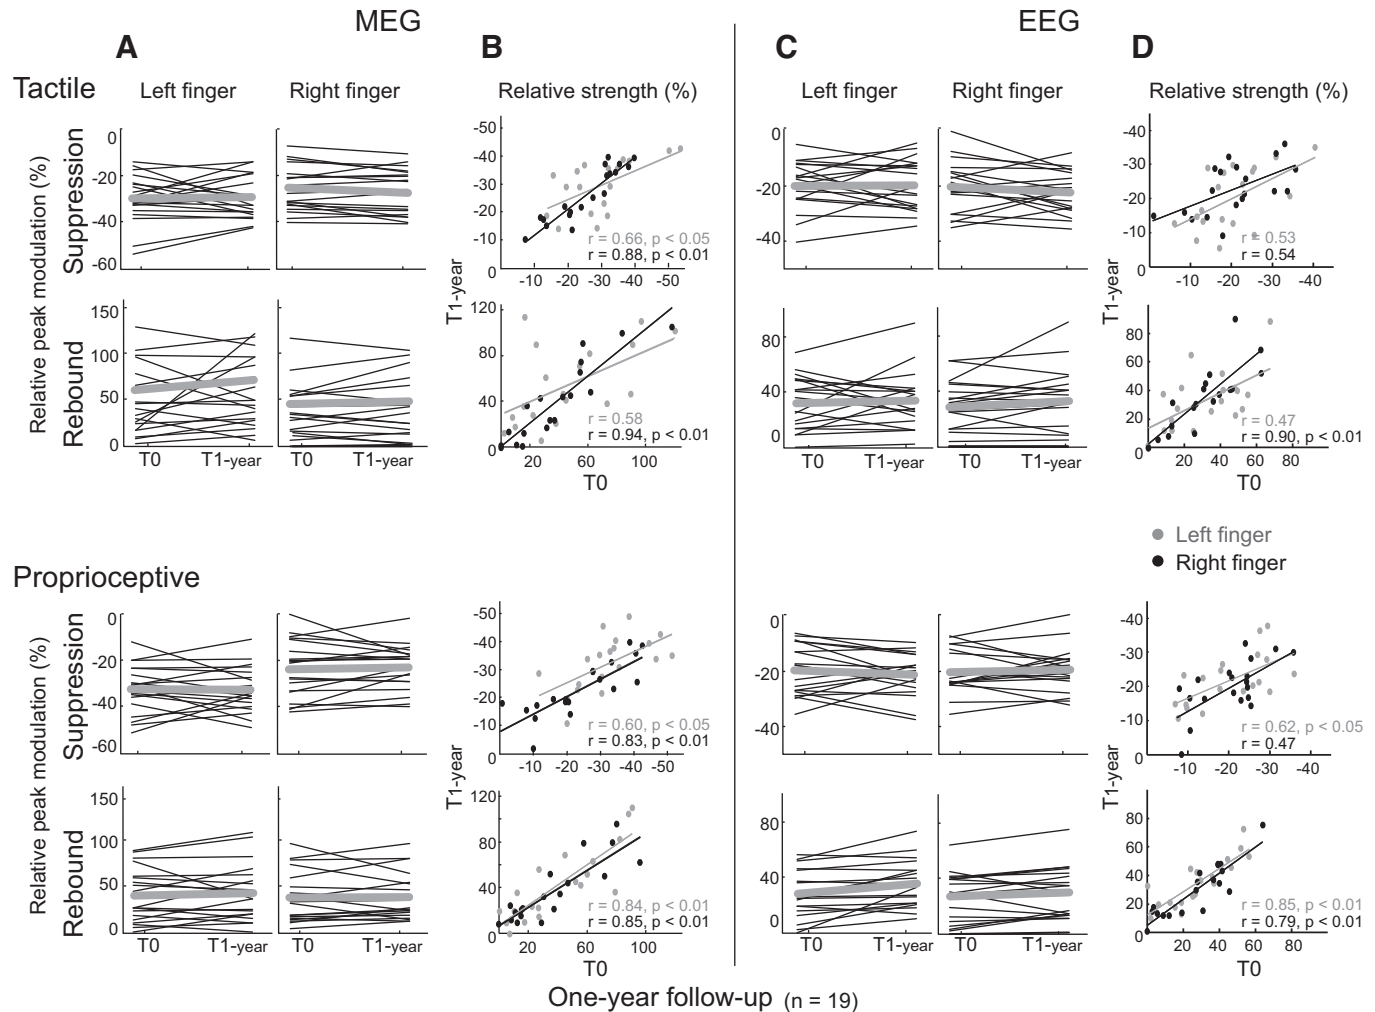 MEG
EEG
A
B
C
D
Tactile
Left finger
Right finger
Relative strength (%)
Left finger
Right finger
Relative strength (%)
Relative peak modulation (%)
Suppression
0
-20
-40
-60
-50
-40
-30
-20
-10
0
-10 -20 -30 -40 -50
r = 0.66, p < 0.05
r = 0.88, p < 0.01
0
-20
-40
-40
-30
-20
-10
0
-10 -20 -30 -40
r = 0.53
r = 0.54
Rebound
150
100
50
0
T0 T1-year
T0 T1-year
T1-year
120
80
40
0
20 60 100
T0
r = 0.58
r = 0.94, p < 0.01
80
40
0
T0 T1-year
T0 T1-year
T1-year
80
60
40
20
0
20 40 60 80
T0
r = 0.47
r = 0.90, p < 0.01
Left finger
Right finger
Proprioceptive
Relative peak modulation (%)
Suppression
0
-20
-40
-60
-50
-40
-30
-20
-10
0
-10 -20 -30 -40 -50
r = 0.60, p < 0.05
r = 0.83, p < 0.01
0
-20
-40
-40
-30
-20
-10
0
-10 -20 -30 -40
r = 0.62, p < 0.05
r = 0.47
Rebound
150
100
50
0
T0 T1-year
T0 T1-year
T1-year
120
80
40
0
20 60 100
T0
r = 0.84, p < 0.01
r = 0.85, p < 0.01
80
40
0
T0 T1-year
T0 T1-year
T1-year
80
60
40
20
0
20 40 60 80
T0
r = 0.85, p < 0.01
r = 0.79, p < 0.01
One-year follow-up (n = 19)